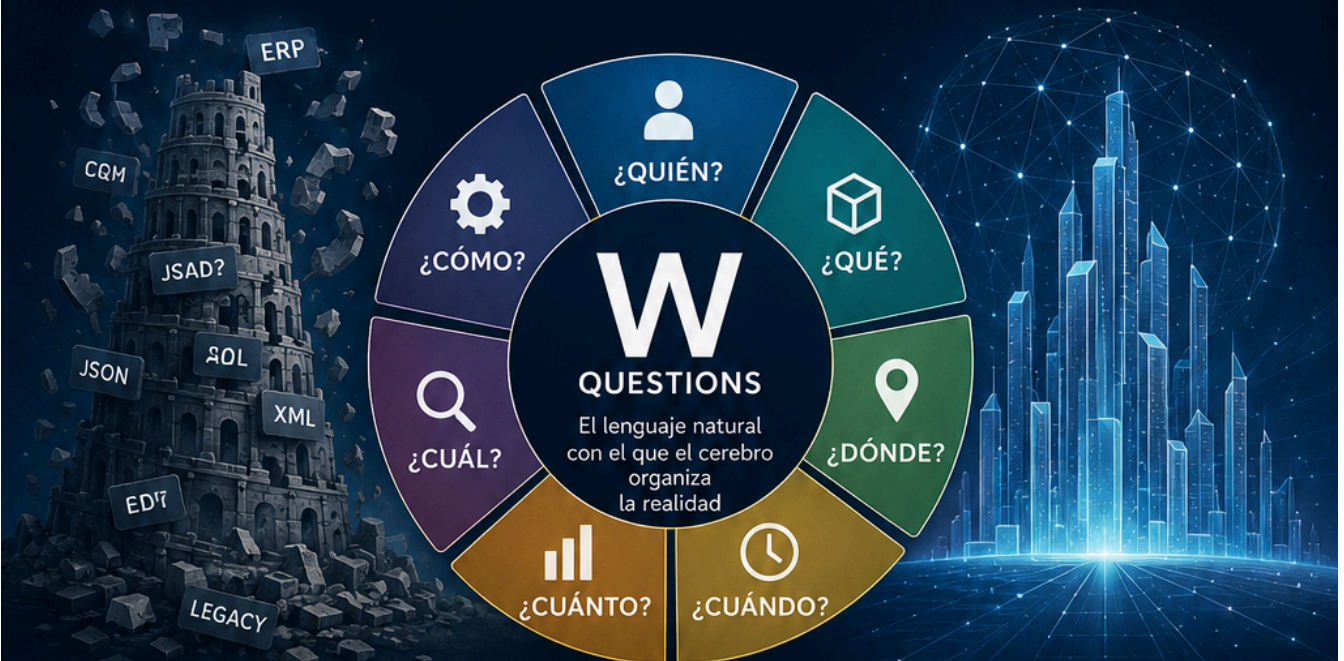 ERP
CQM
JSAD?
JSON
XML
LEGACY
¿QUIÉN?
¿QUÉ?
¿DÓNDE?
¿CUÁNDO?
¿CUÁNTO?
¿CUÁL?
¿CÓMO?
W
QUESTIONS
El lenguaje natural
con el que el cerebro
organiza
la realidad